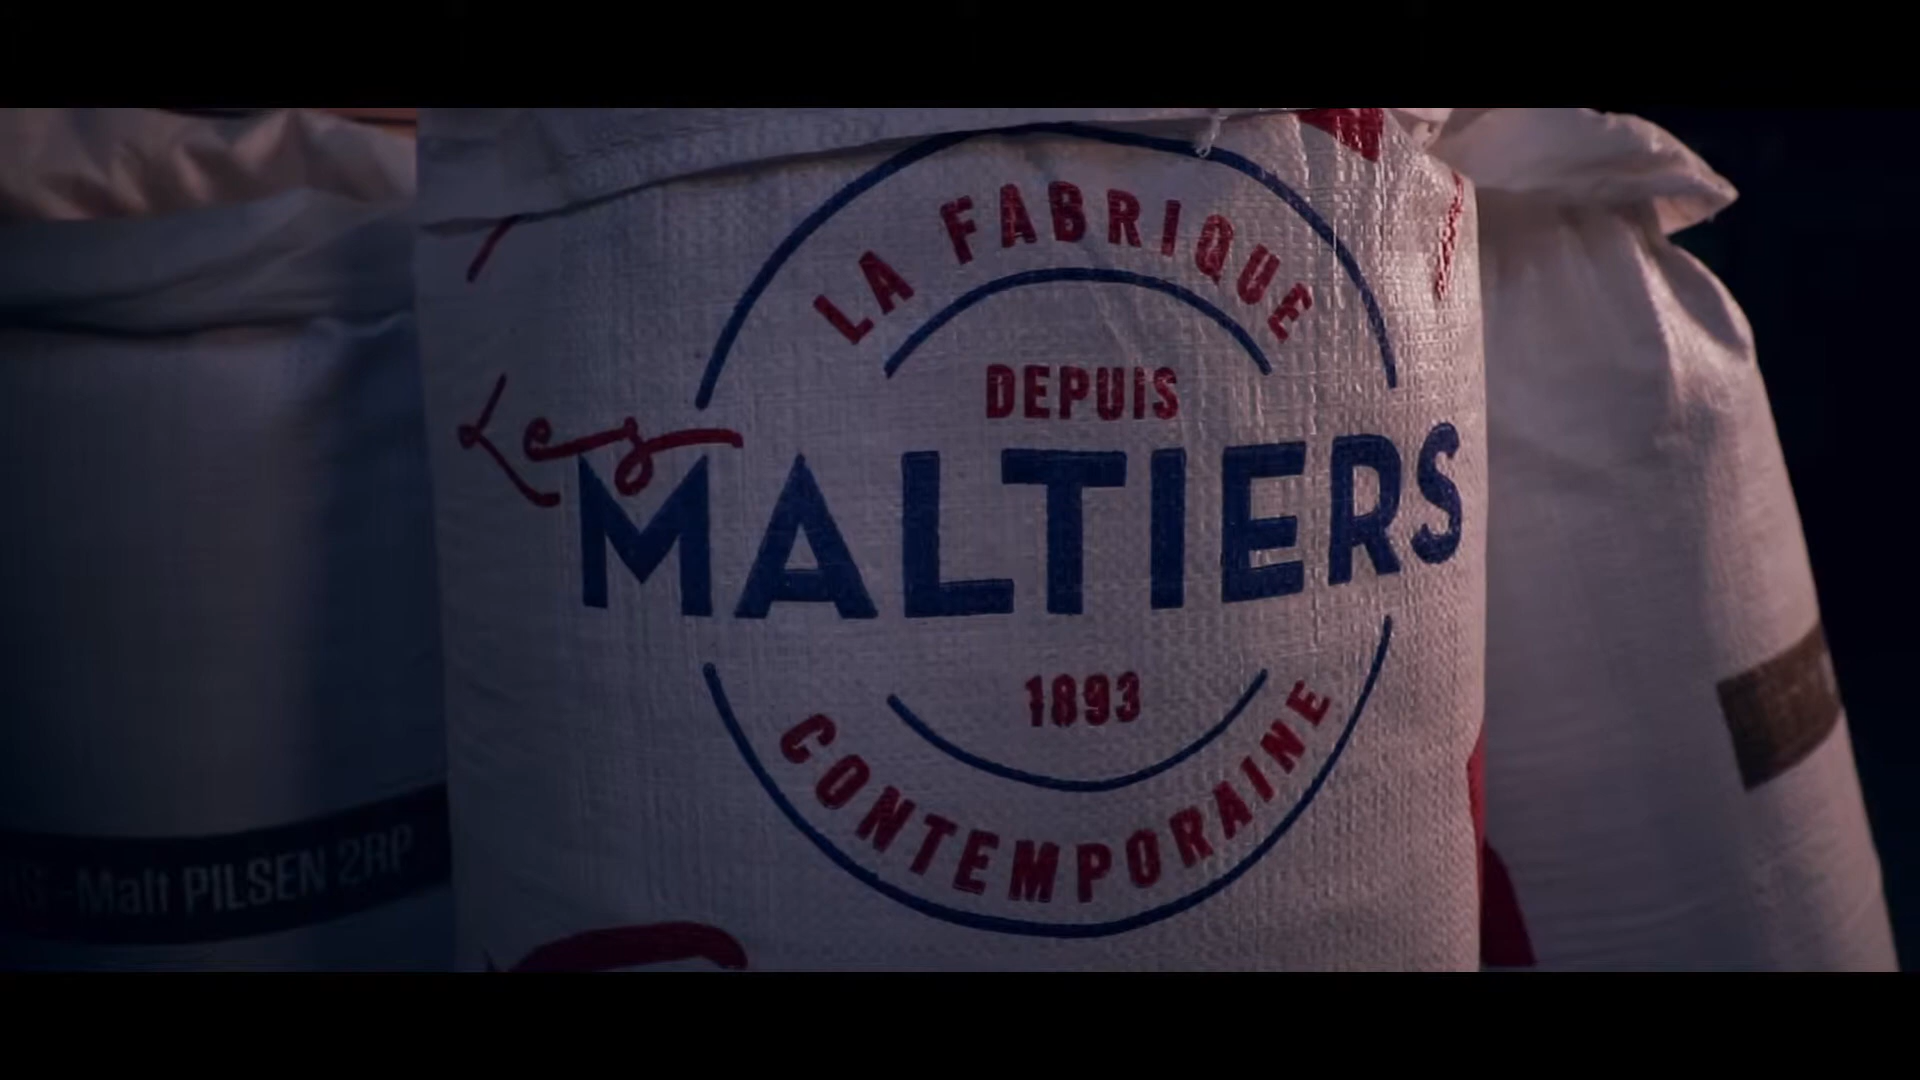 LA FABRIQUE
DEPUIS
Les
MALTIERS
1893
CONTEMPORAINE
Malt PILSEN 2RP